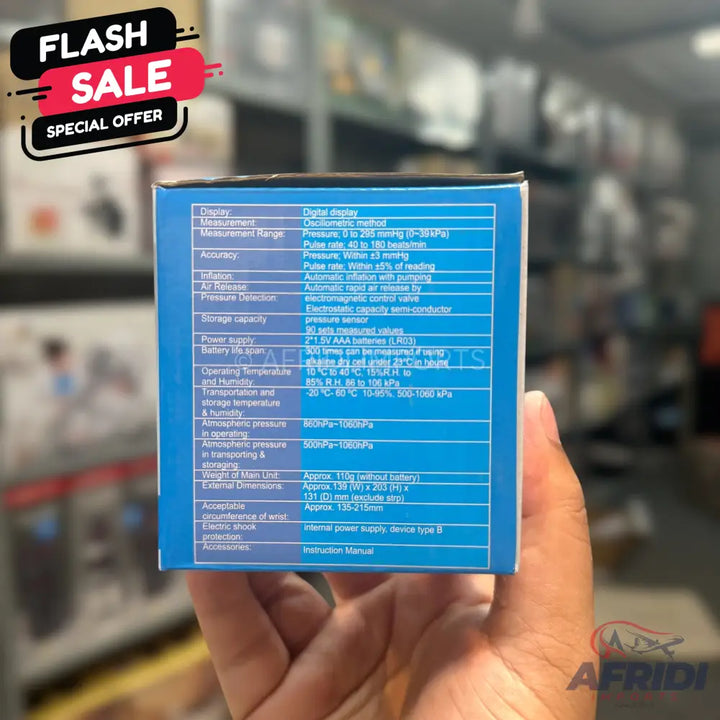 FLASH
SALE
SPECIAL OFFER
Display: Digital display
Measurement: Osciliometric method
Measurement Range: Pressure; 0 to 295 mmHg (0~39kPa)
Pulse rate; 40 to 180 beats/min
Accuracy: Pressure; Within ±3 mmHg
Pulse rate; Within ±5% of reading
Inflation: Automatic inflation with pumping
Air Release: Automatic rapid air release by
Pressure Detection: electromagnetic control valve
Electrostatic capacity semi-conductor
Storage capacity pressure sensor
90 sets measured values
Power supply: 2*1.5V AAA batteries (LR03)
Battery life span: 300 times can be measured if using
alkaline dry cell under 23°C in house
Operating Temperature 10 ºC to 40 ºC, 15%R.H. to
and Humidity: 85% R.H. 86 to 106 kPa
Transportation and -20 ºC- 60 ºC 10-95%. 500-1060 kPa
storage temperature
& humidity:
Atmospheric pressure 860hPa~1060hPa
in operating:
Atmospheric pressure 500hPa~1060hPa
in transporting &
storaging:
Weight of Main Unit: Approx. 110g (without battery)
External Dimensions: Approx.139 (W) x 203 (H) x
131 (D) mm (exclude strp)
Acceptable Approx. 135-215mm
circumference of wrist:
Electric shock internal power supply, device type B
protection:
Accessories: Instruction Manual
AFRIDI